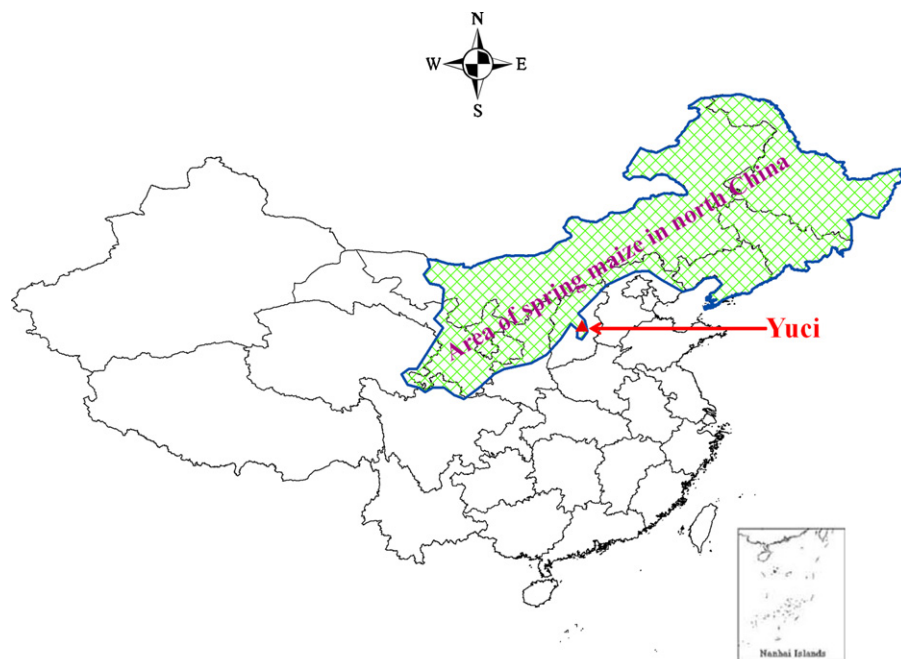 N
W E
S
Area of spring maize in north China
Yuci
Nanhai Islands